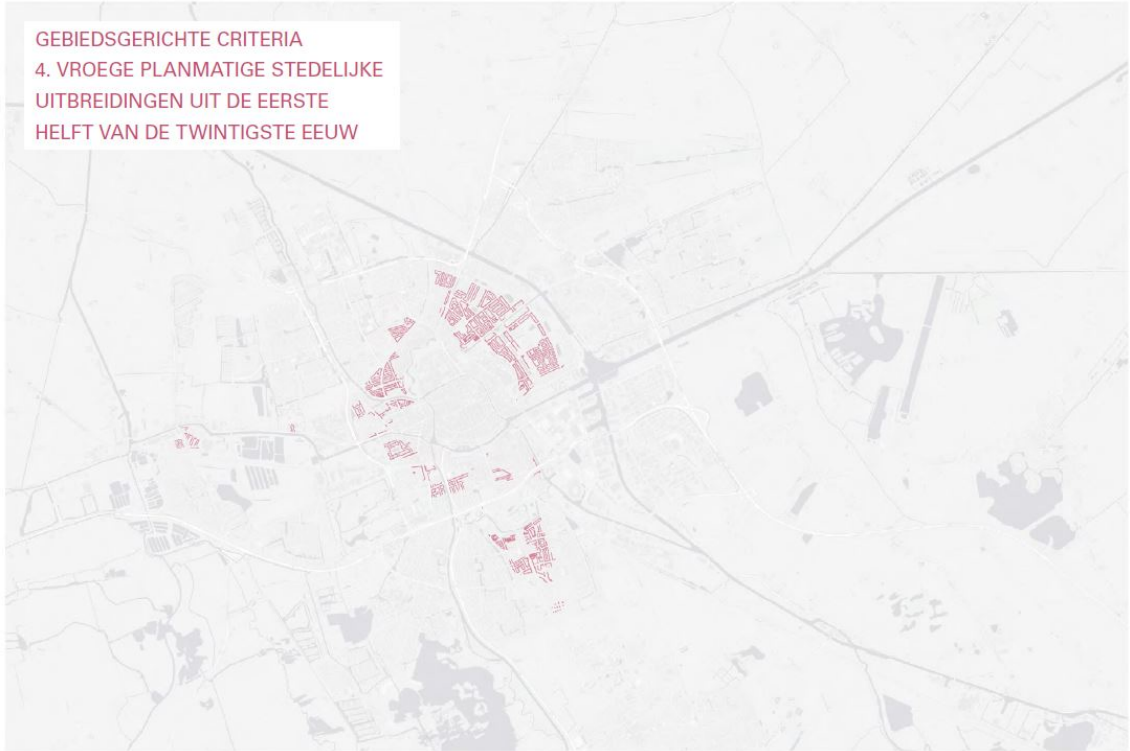 GEBIEDSGERICHTE CRITERIA
4. VROEGE PLANMATIGE STEDELIJKE
UITBREIDINGEN UIT DE EERSTE
HELFT VAN DE TWINTIGSTE EEUW